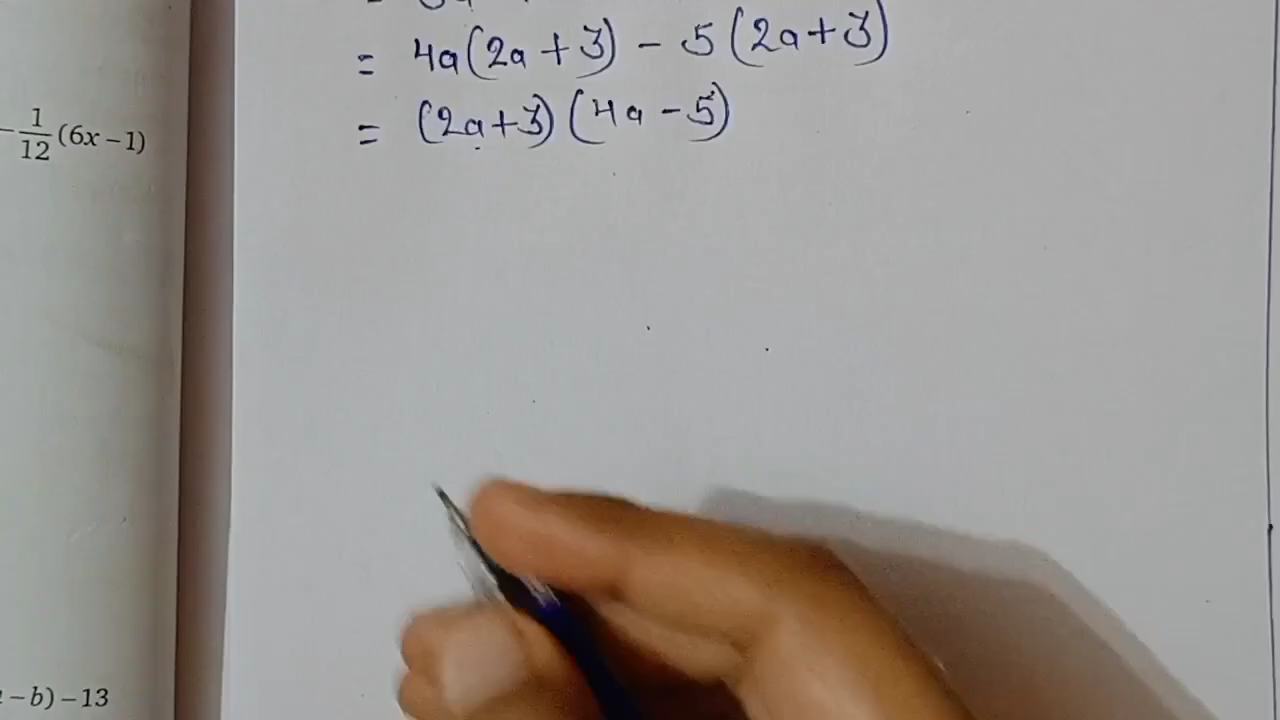 = 4a(2a+3) - 5(2a+3)
= (2a+3)(4a-5)
-1/12(6x-1)
-b)-13